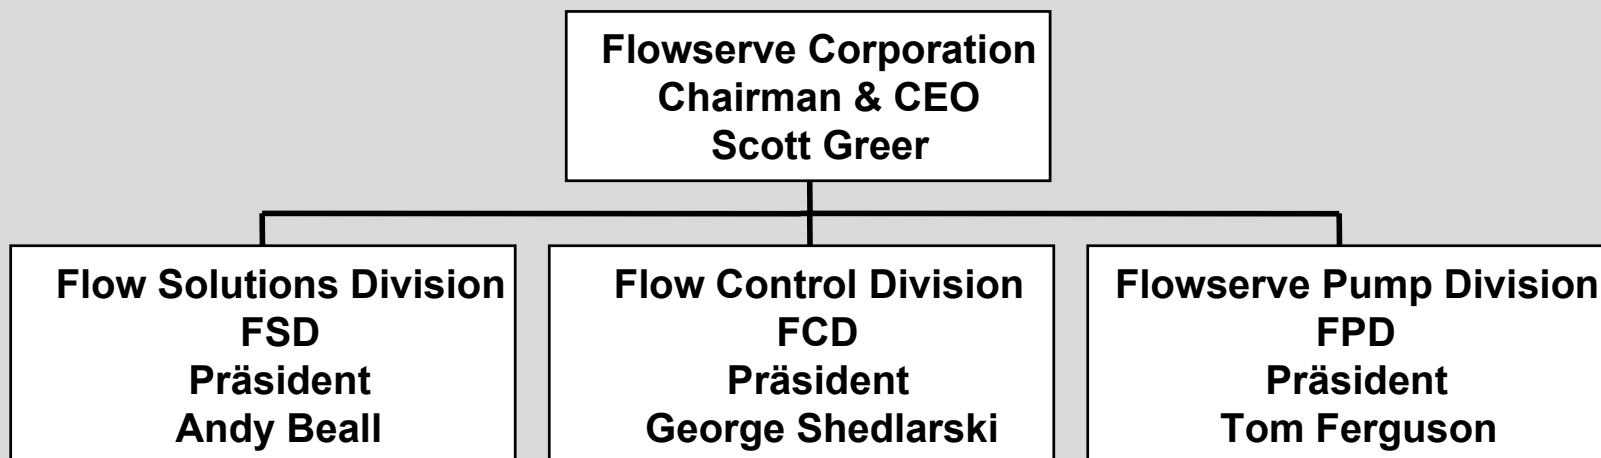 Flowserve Corporation
Chairman & CEO
Scott Greer
Flow Solutions Division
FSD
Präsident
Andy Beall
Flow Control Division
FCD
Präsident
George Shedlarski
Flowserve Pump Division
FPD
Präsident
Tom Ferguson